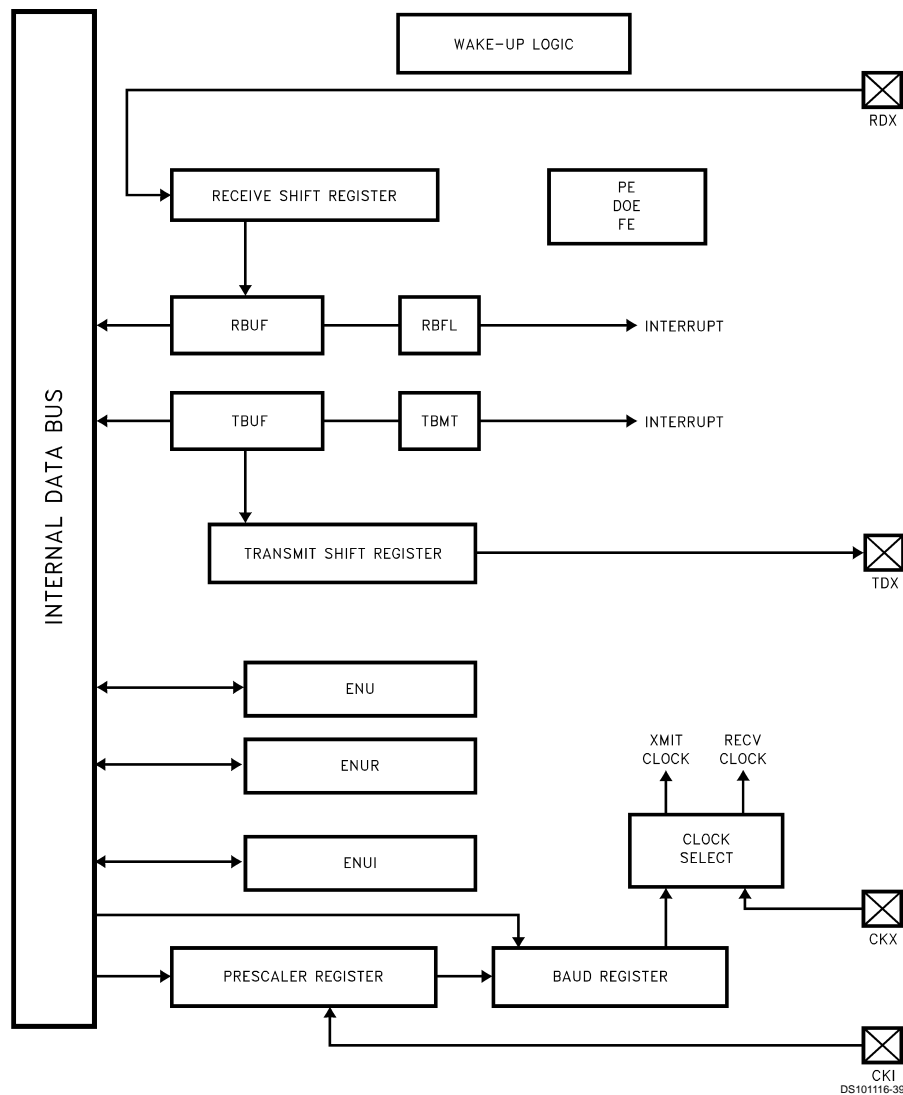 WAKE-UP LOGIC
RDX
RECEIVE SHIFT REGISTER
PE
DOE
FE
RBUF
RBFL
INTERRUPT
INTERNAL DATA BUS
TBUF
TBMT
INTERRUPT
TRANSMIT SHIFT REGISTER
TDX
ENU
XMIT
CLOCK
RECV
CLOCK
ENUR
CLOCK
SELECT
ENUI
CKX
PRESCALER REGISTER
BAUD REGISTER
CKI
DS101116-39